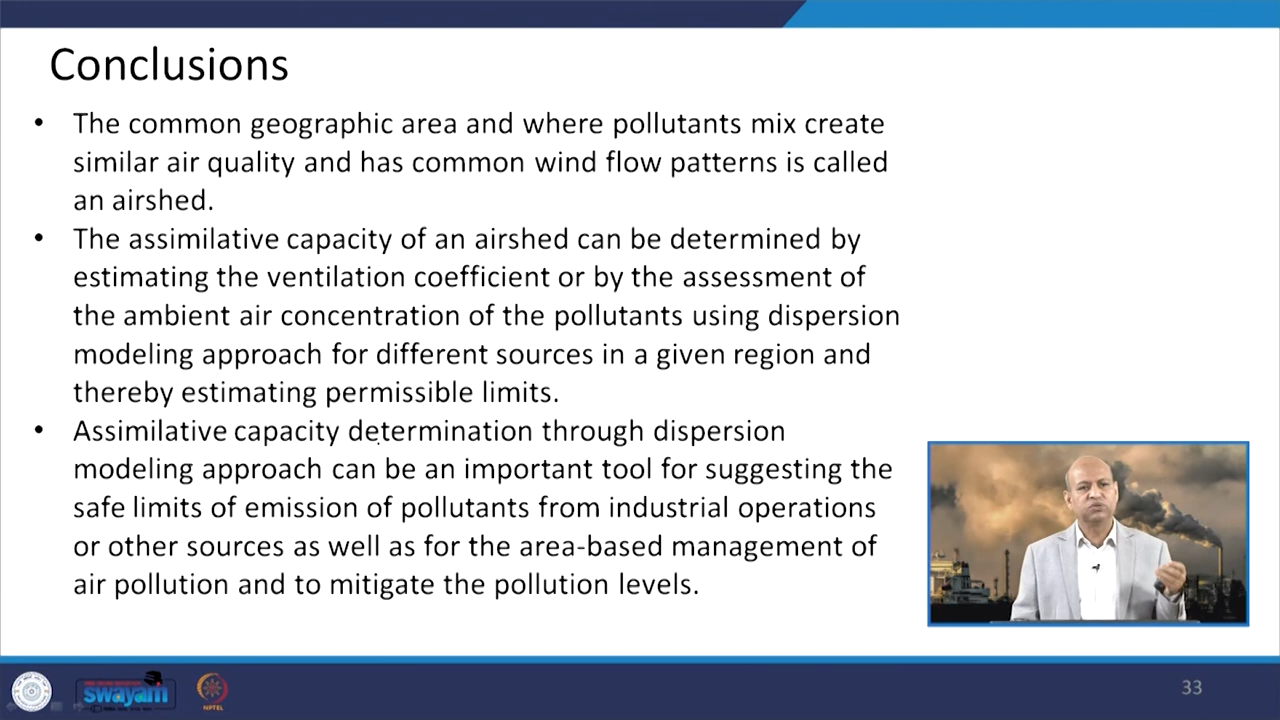 Conclusions
• The common geographic area and where pollutants mix create
similar air quality and has common wind flow patterns is called
an airshed.
• The assimilative capacity of an airshed can be determined by
estimating the ventilation coefficient or by the assessment of
the ambient air concentration of the pollutants using dispersion
modeling approach for different sources in a given region and
thereby estimating permissible limits.
• Assimilative capacity determination through dispersion
modeling approach can be an important tool for suggesting the
safe limits of emission of pollutants from industrial operations
or other sources as well as for the area-based management of
air pollution and to mitigate the pollution levels.
swayam
NPTEL
33